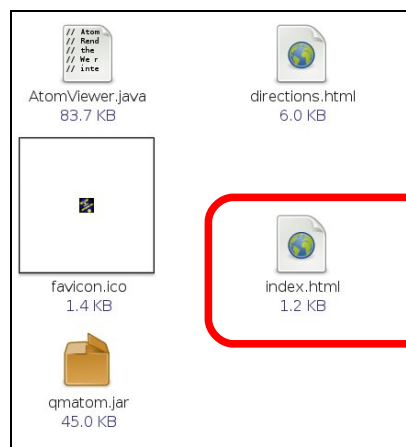 // Atom
// Rend
// the
// We r
// inte
AtomViewer.java
83.7 KB
directions.html
6.0 KB
favicon.ico
1.4 KB
index.html
1.2 KB
qmatom.jar
45.0 KB